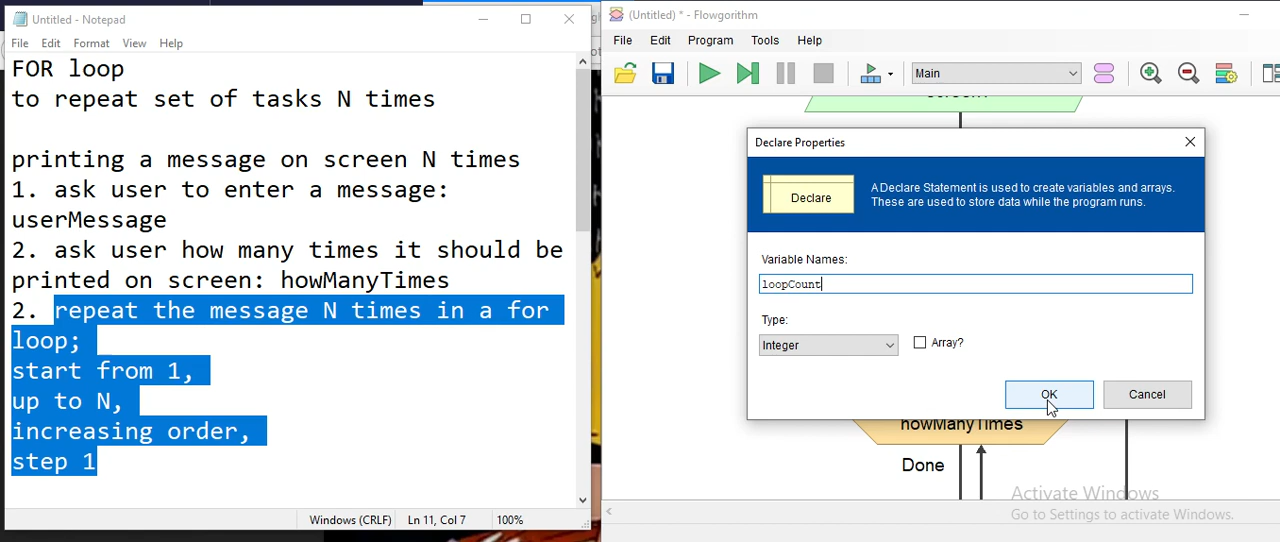 Untitled - Notepad
File Edit Format View Help
FOR loop
to repeat set of tasks N times
printing a message on screen N times
1. ask user to enter a message:
userMessage
2. ask user how many times it should be
printed on screen: howManyTimes
2. repeat the message N times in a for
loop;
start from 1,
up to N,
increasing order,
step 1
Windows (CRLF) Ln 11, Col 7 100%
(Untitled) * - Flowgorithm
File Edit Program Tools Help
Main
Declare Properties
Declare
A Declare Statement is used to create variables and arrays.
These are used to store data while the program runs.
Variable Names:
loopCount
Type:
Integer Array?
OK Cancel
howManyTimes
Done
Activate Windows
Go to Settings to activate Windows.